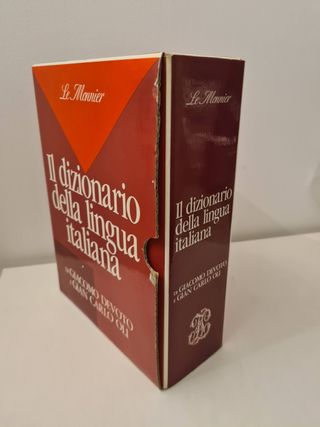 Le Monnier
Il dizionario
della lingua
italiana
DI GIACOMO DEVOTO
E GIAN CARLO OLI
Le Monnier
Il dizionario
della lingua
italiana
DI GIACOMO DEVOTO
E GIAN CARLO OLI